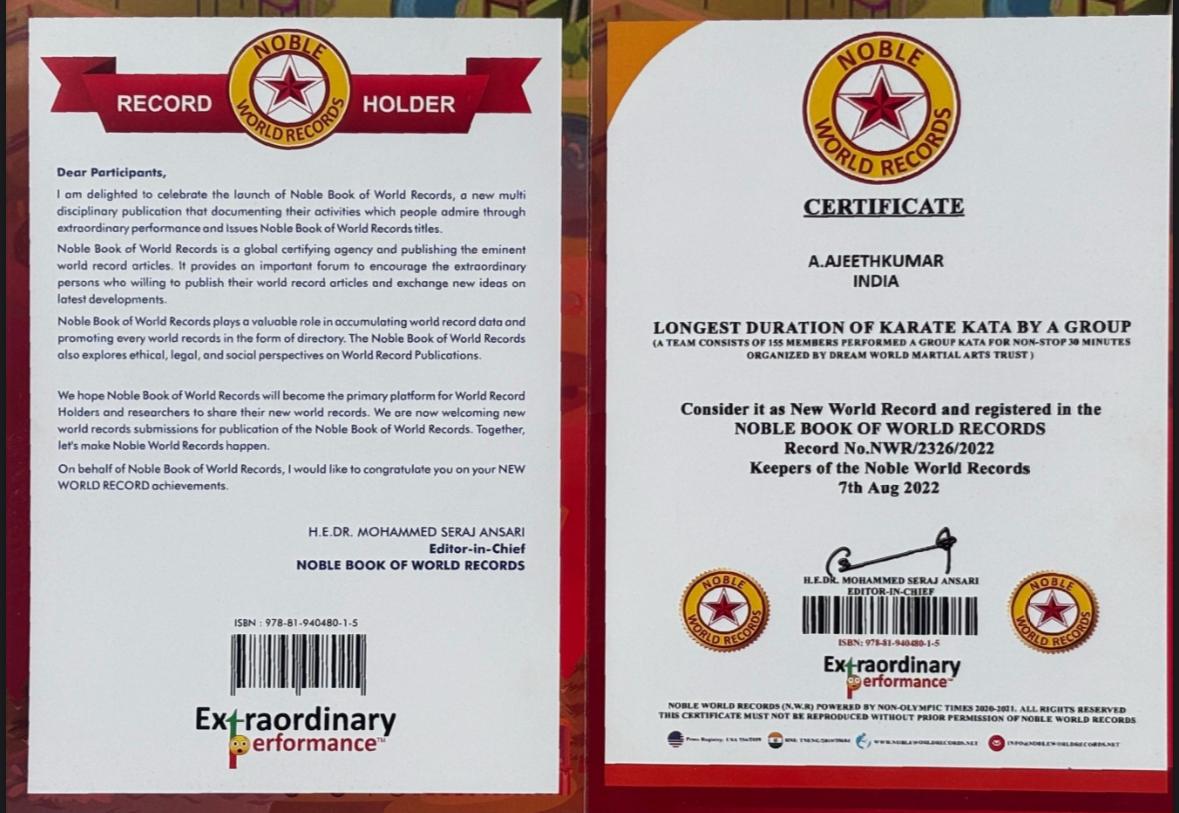 RECORD
NOBLE
WORLD RECORDS
HOLDER
Dear Participants,
I am delighted to celebrate the launch of Noble Book of World Records, a new multi
disciplinary publication that documenting their activities which people admire through
extraordinary performance and Issues Noble Book of World Records titles.
Noble Book of World Records is a global certifying agency and publishing the eminent
world record articles. It provides an important forum to encourage the extraordinary
persons who willing to publish their world record articles and exchange new ideas on
latest developments.
Noble Book of World Records plays a valuable role in accumulating world record data and
promoting every world records in the form of directory. The Noble Book of World Records
also explores ethical, legal, and social perspectives on World Record Publications.
We hope Noble Book of World Records will become the primary platform for World Record
Holders and researchers to share their new world records. We are now welcoming new
world records submissions for publication of the Noble Book of World Records. Together,
let's make Noble World Records happen.
On behalf of Noble Book of World Records, I would like to congratulate you on your NEW
WORLD RECORD achievements.
H.E.DR. MOHAMMED SERAJ ANSARI
Editor-in-Chief
NOBLE BOOK OF WORLD RECORDS
ISBN : 978-81-940480-1-5
Extraordinary
Performance™
NOBLE
WORLD RECORDS
CERTIFICATE
A.AJEETHKUMAR
INDIA
LONGEST DURATION OF KARATE KATA BY A GROUP
(A TEAM CONSISTS OF 155 MEMBERS PERFORMED A GROUP KATA FOR NON-STOP 30 MINUTES
ORGANIZED BY DREAM WORLD MARTIAL ARTS TRUST )
Consider it as New World Record and registered in the
NOBLE BOOK OF WORLD RECORDS
Record No.NWR/2326/2022
Keepers of the Noble World Records
7th Aug 2022
H.E.DR. MOHAMMED SERAJ ANSARI
EDITOR-IN-CHIEF
NOBLE
WORLD RECORDS
NOBLE
WORLD RECORDS
ISBN: 978-81-940480-1-5
Extraordinary
Performance™
NOBLE WORLD RECORDS (N.W.R) POWERED BY NON-OLYMPIC TIMES 2020-2021. ALL RIGHTS RESERVED
THIS CERTIFICATE MUST NOT BE REPRODUCED WITHOUT PRIOR PERMISSION OF NOBLE WORLD RECORDS
Press Registry: USA WWW.NOBLEWORLDRECORDS.NET INFO@NOBLEWORLDRECORDS.NET